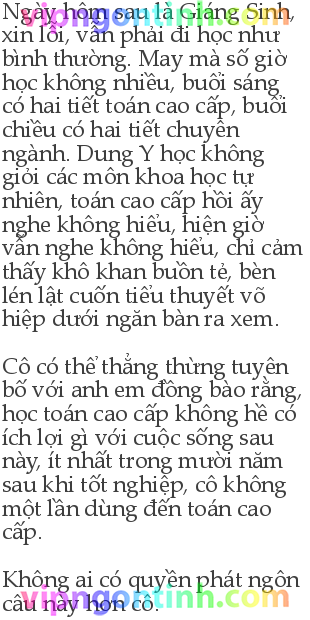 Ngày hôm sau là Giáng Sinh,
xin lỗi, vẫn phải đi học như
bình thường. May mà số giờ
học không nhiều, buổi sáng
có hai tiết toán cao cấp, buổi
chiều có hai tiết chuyên
ngành. Dung Y học không
giỏi các môn khoa học tự
nhiên, toán cao cấp hồi ấy
nghe không hiểu, hiện giờ
vẫn nghe không hiểu, chỉ cảm
thấy khô khan buồn tẻ, bèn
lén lật cuốn tiểu thuyết võ
hiệp dưới ngăn bàn ra xem.
Cô có thể thẳng thừng tuyên
bố với anh em đồng bào rằng,
học toán cao cấp không hề có
ích lợi gì với cuộc sống sau
này, ít nhất trong mười năm
sau khi tốt nghiệp, cô không
một lần dùng đến toán cao
cấp.
Không ai có quyền phát ngôn
câu này hơn cô.
vipngontinh.com
vipngontinh.com